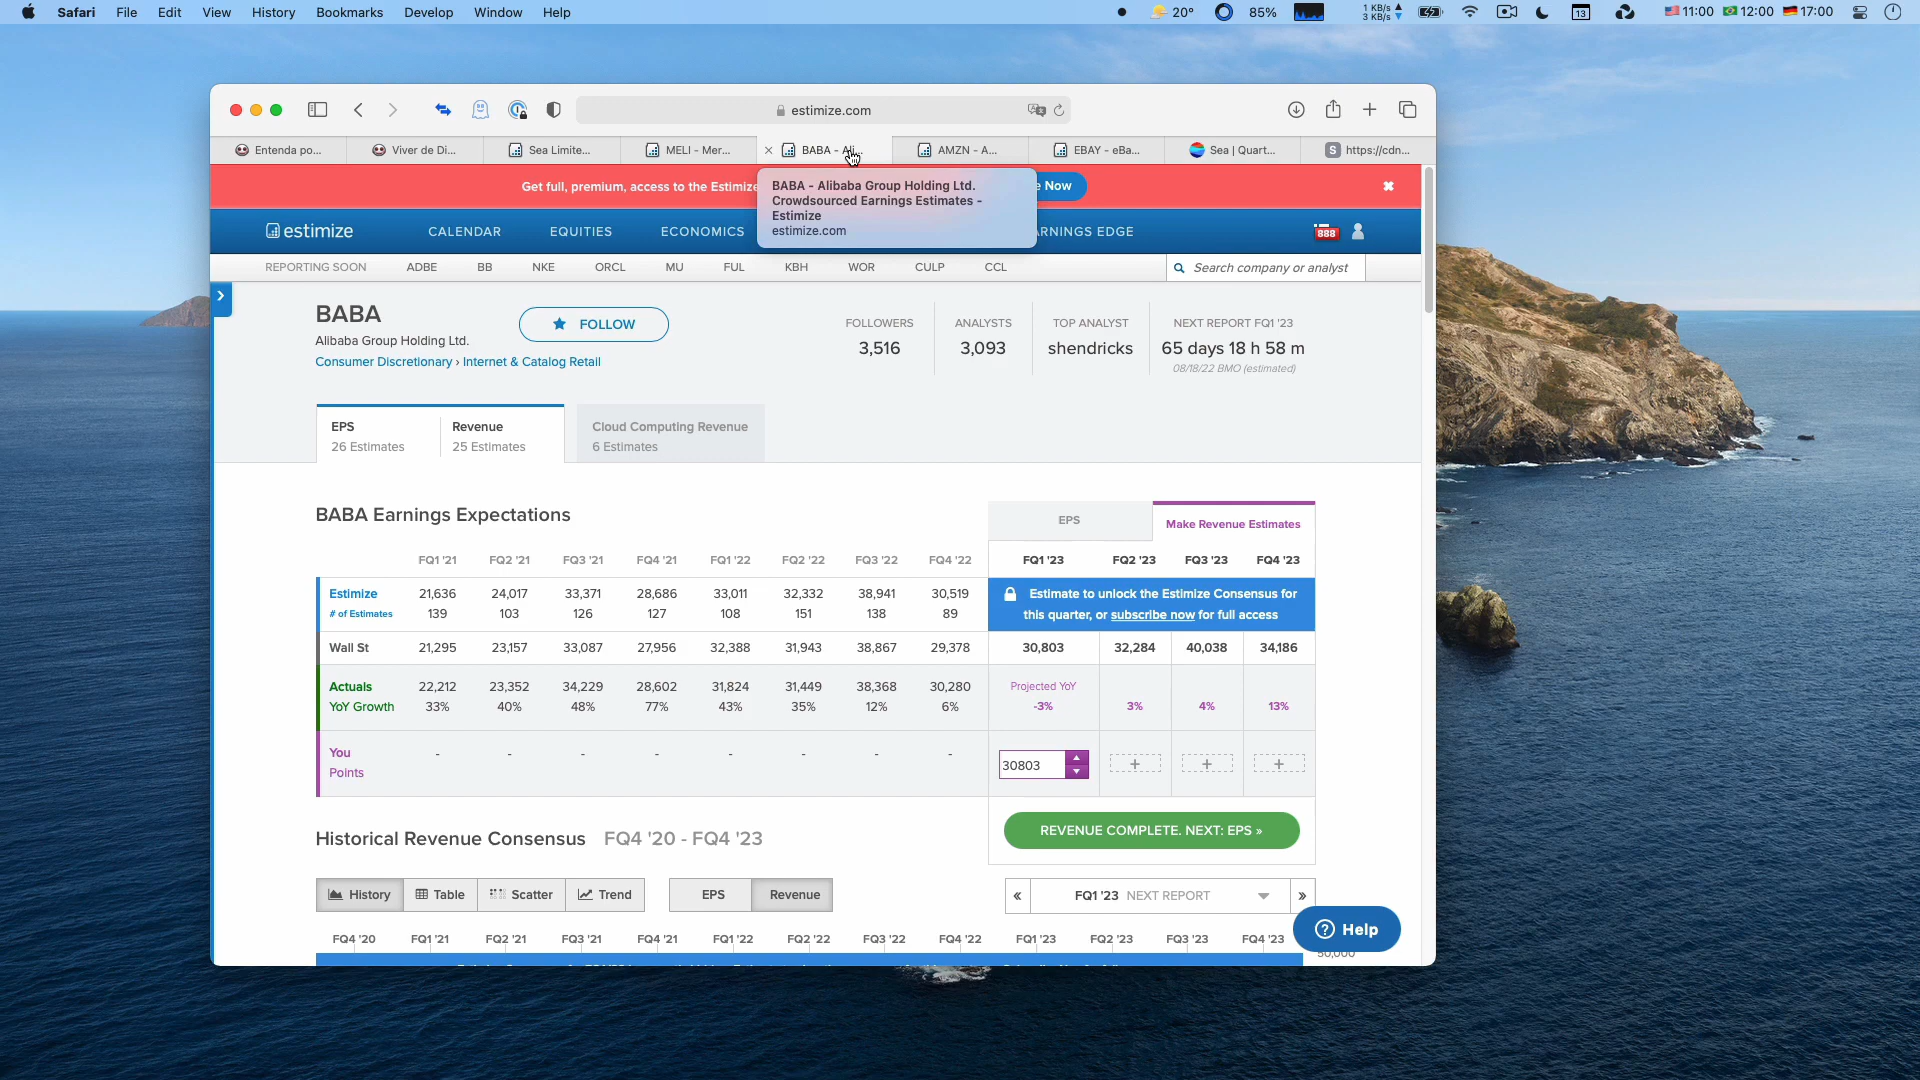 Safari File Edit View History Bookmarks Develop Window Help
20° 85% 1 KB/s 3 KB/s 13 11:00 12:00 17:00
estimize.com
Entenda po... Viver de Di... Sea Limite... MELI - Mer... BABA - Ali... AMZN - A... EBAY - eBa... Sea | Quart... S https://cdn...
Get full, premium, access to the Estimize
e Now
BABA - Alibaba Group Holding Ltd.
Crowdsourced Earnings Estimates -
Estimize
estimize.com
estimize CALENDAR EQUITIES ECONOMICS ARNINGS EDGE 888
REPORTING SOON ADBE BB NKE ORCL MU FUL KBH WOR CULP CCL Search company or analyst
BABA
FOLLOW
Alibaba Group Holding Ltd.
Consumer Discretionary › Internet & Catalog Retail
FOLLOWERS ANALYSTS TOP ANALYST NEXT REPORT FQ1 '23
3,516 3,093 shendricks 65 days 18 h 58 m
08/18/22 BMO (estimated)
EPS Revenue Cloud Computing Revenue
26 Estimates 25 Estimates 6 Estimates
BABA Earnings Expectations
EPS Make Revenue Estimates
FQ1 '21 FQ2 '21 FQ3 '21 FQ4 '21 FQ1 '22 FQ2 '22 FQ3 '22 FQ4 '22 FQ1 '23 FQ2 '23 FQ3 '23 FQ4 '23
Estimize 21,636 24,017 33,371 28,686 33,011 32,332 38,941 30,519
# of Estimates 139 103 126 127 108 151 138 89
Estimate to unlock the Estimize Consensus for
this quarter, or subscribe now for full access
Wall St 21,295 23,157 33,087 27,956 32,388 31,943 38,867 29,378 30,803 32,284 40,038 34,186
Actuals 22,212 23,352 34,229 28,602 31,824 31,449 38,368 30,280 Projected YoY
YoY Growth 33% 40% 48% 77% 43% 35% 12% 6% -3% 3% 4% 13%
You - - - - - - - -
Points
30803 + + +
REVENUE COMPLETE. NEXT: EPS »
Historical Revenue Consensus FQ4 '20 - FQ4 '23
History Table Scatter Trend EPS Revenue
« FQ1 '23 NEXT REPORT »
Help
FQ4 '20 FQ1 '21 FQ2 '21 FQ3 '21 FQ4 '21 FQ1 '22 FQ2 '22 FQ3 '22 FQ4 '22 FQ1 '23 FQ2 '23 FQ3 '23 FQ4 '23
50,000